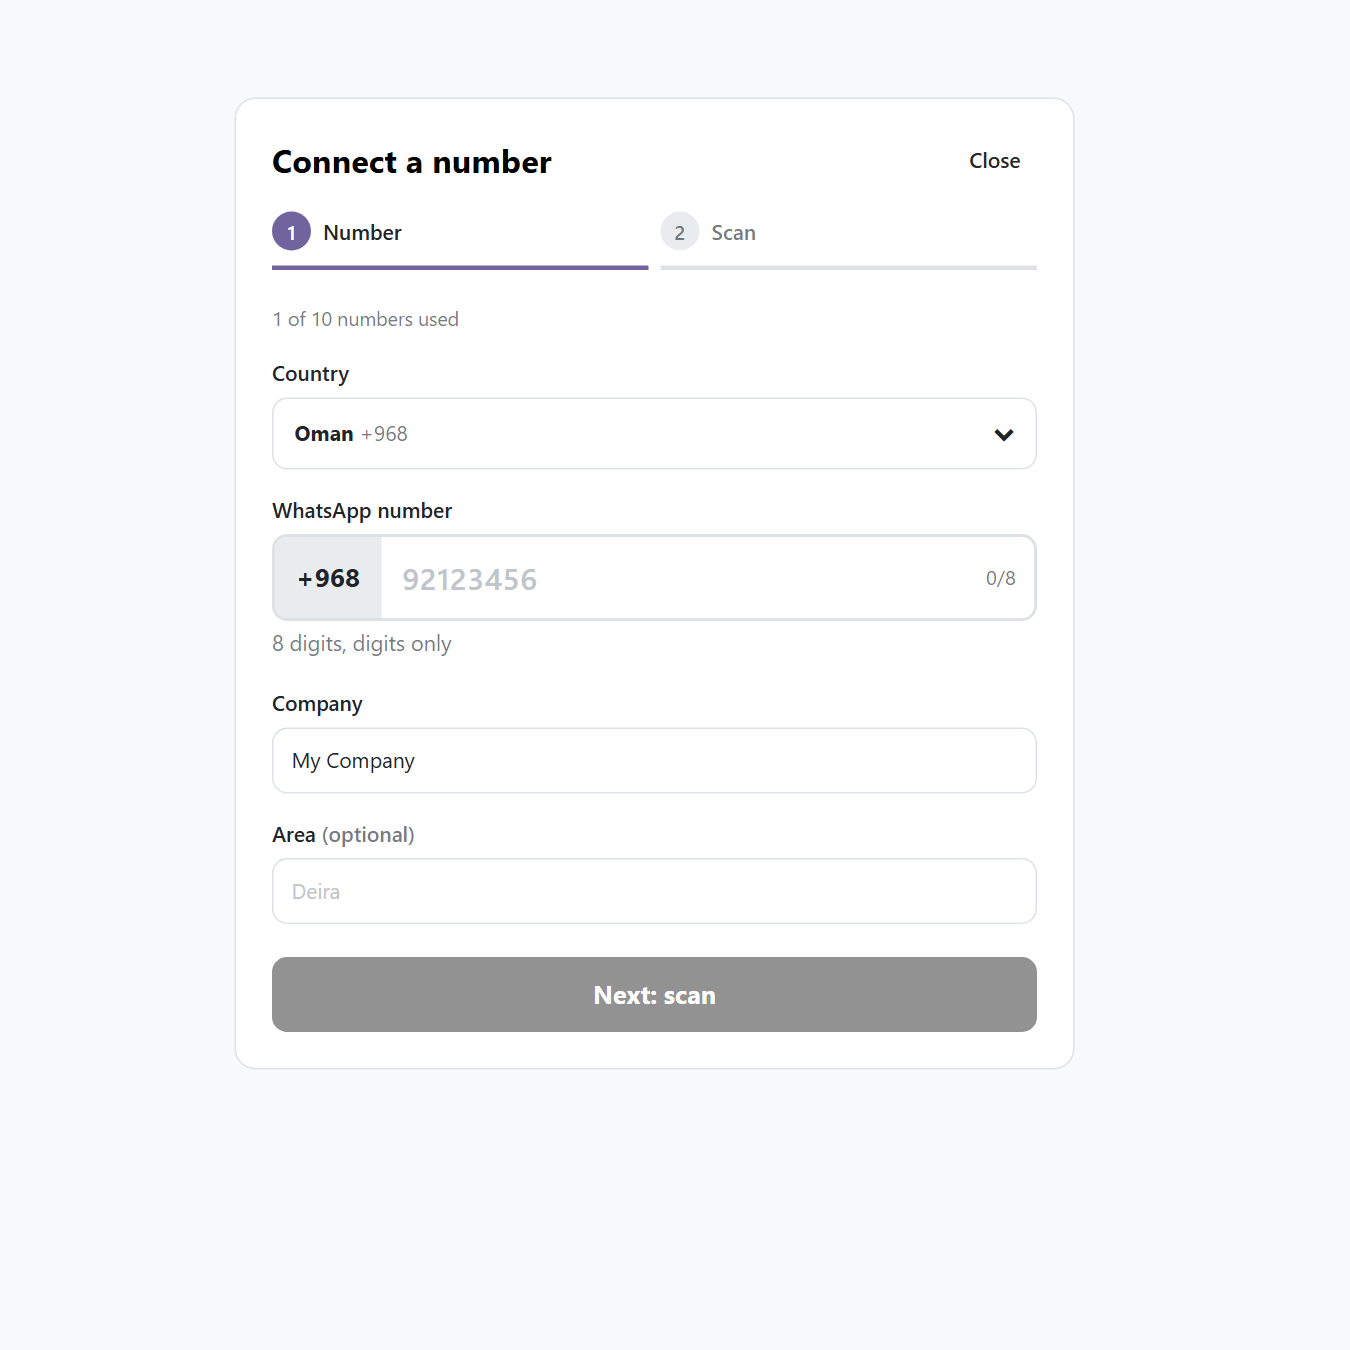 Connect a number
Close
1 Number
2 Scan
1 of 10 numbers used
Country
Oman +968
WhatsApp number
+968 92123456 0/8
8 digits, digits only
Company
My Company
Area (optional)
Deira
Next: scan